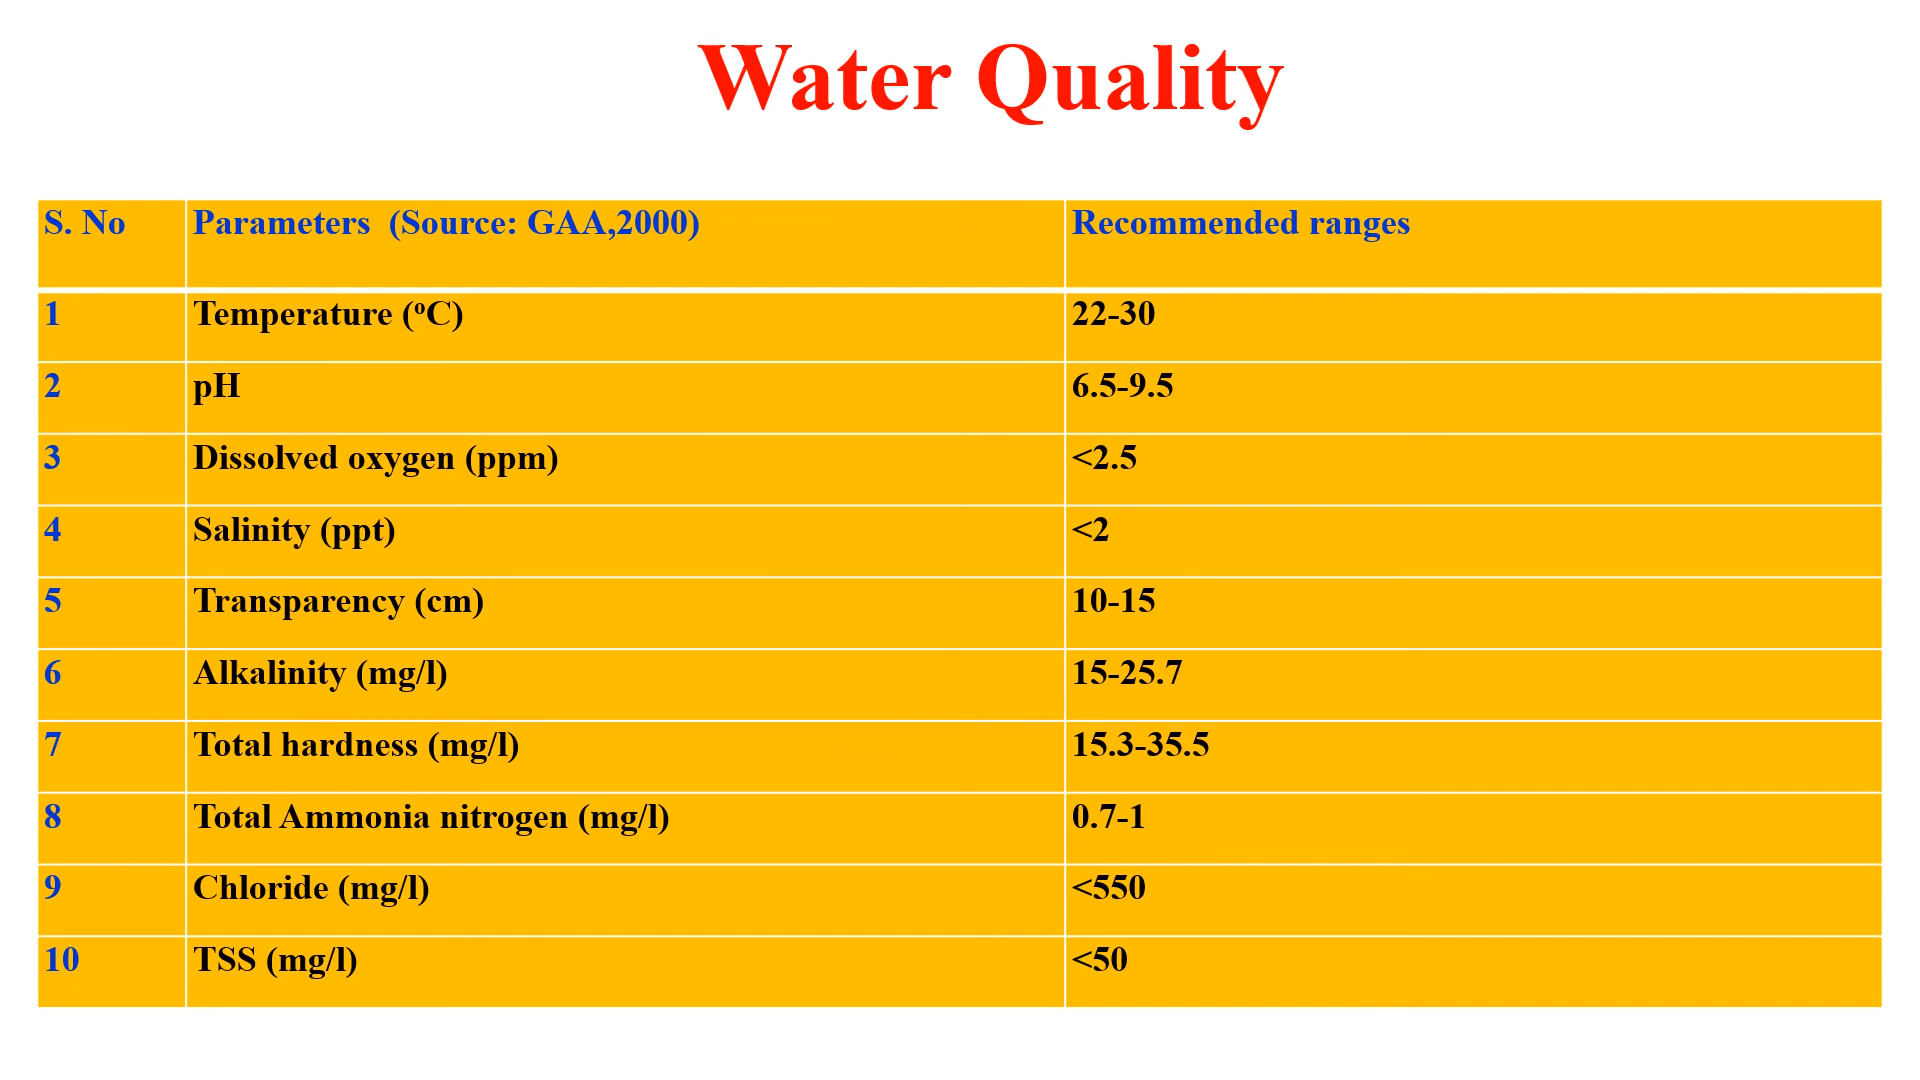 Water Quality
S. No Parameters (Source: GAA,2000) Recommended ranges
1 Temperature (ºC) 22-30
2 pH 6.5-9.5
3 Dissolved oxygen (ppm) <2.5
4 Salinity (ppt) <2
5 Transparency (cm) 10-15
6 Alkalinity (mg/l) 15-25.7
7 Total hardness (mg/l) 15.3-35.5
8 Total Ammonia nitrogen (mg/l) 0.7-1
9 Chloride (mg/l) <550
10 TSS (mg/l) <50